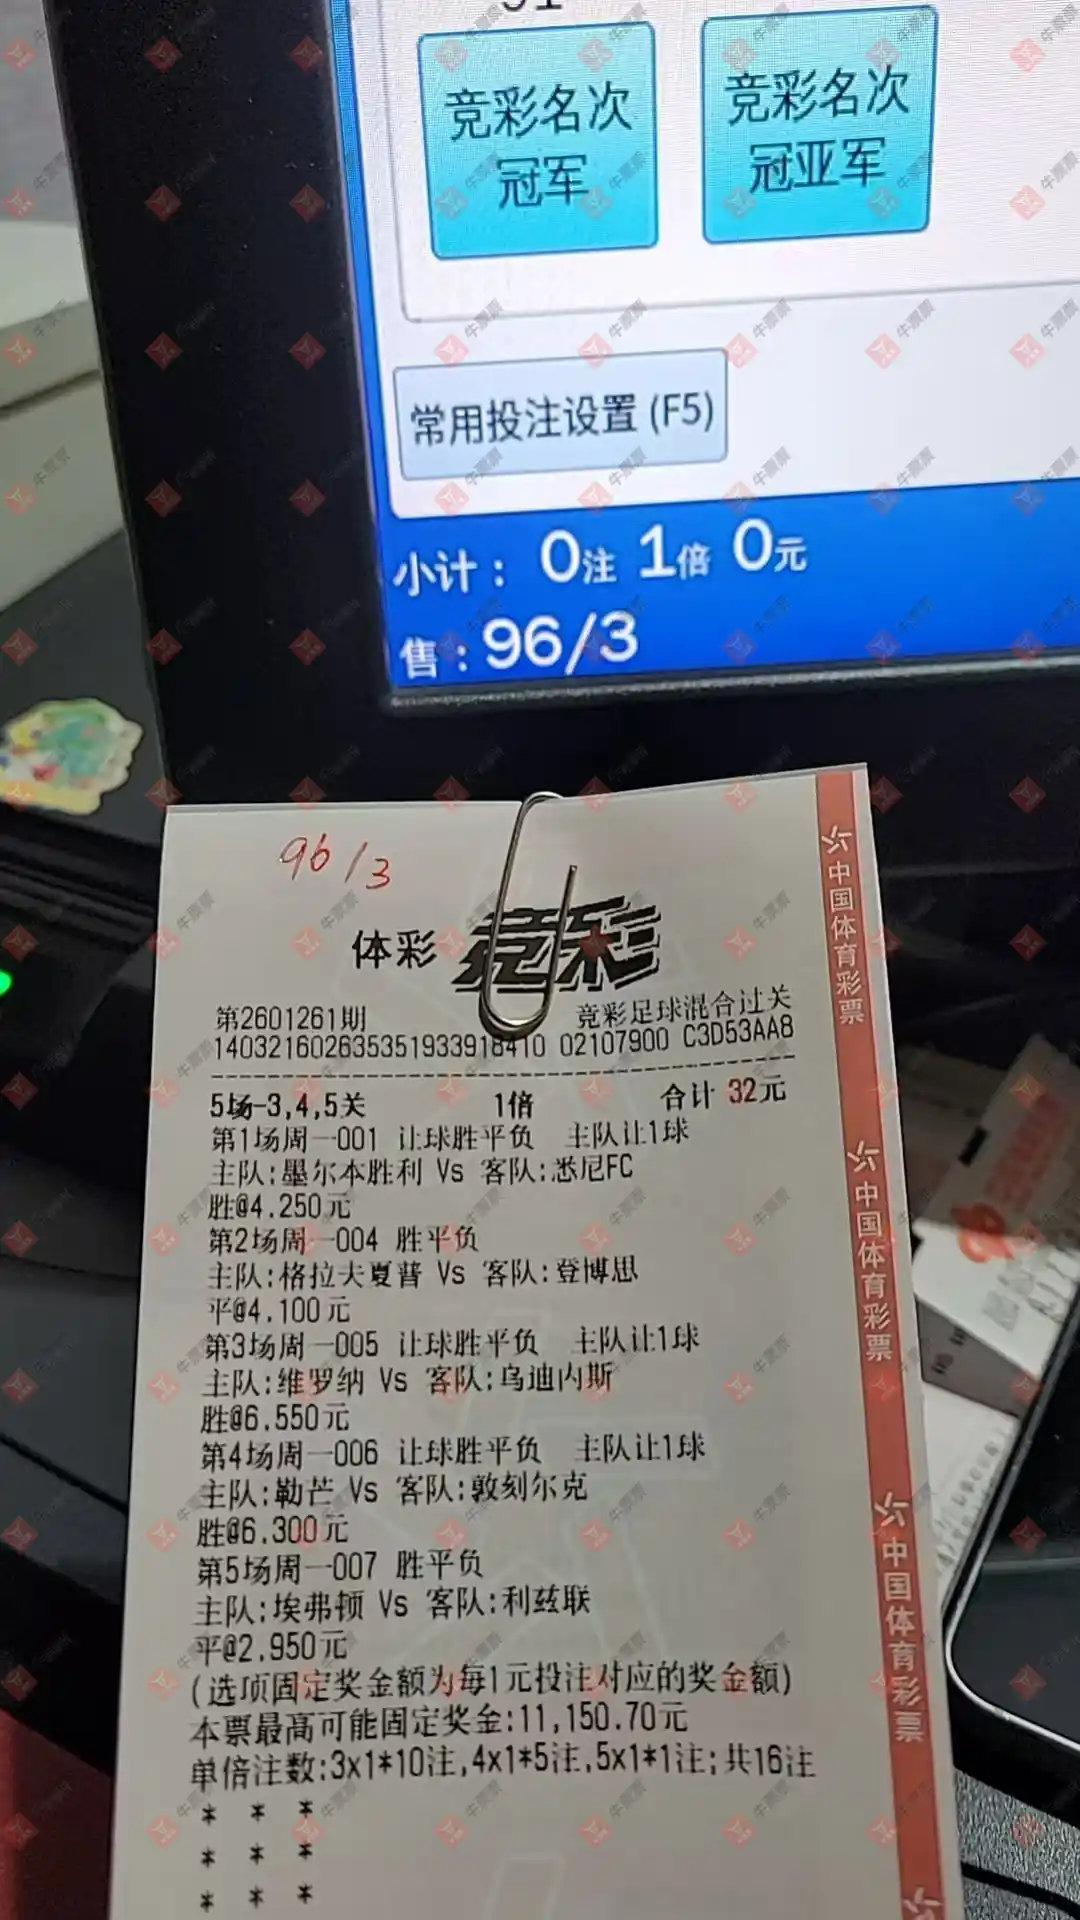 竞彩名次
冠军
竞彩名次
冠亚军
常用投注设置 (F5)
小计： 0注 1倍 0元
售：96/3
96/3
体彩 竞彩
第2601261期 竞彩足球混合过关
140321602635351933918410 02107900 C3D53AA8
5场-3,4,5关 1倍 合计 32元
第1场周一001 让球胜平负 主队让1球
主队:墨尔本胜利 Vs 客队:悉尼FC
胜@4.250元
第2场周一004 胜平负
主队:格拉夫夏普 Vs 客队:登博思
平@4.100元
第3场周一005 让球胜平负 主队让1球
主队:维罗纳 Vs 客队:乌迪内斯
胜@6.550元
第4场周一006 让球胜平负 主队让1球
主队:勒芒 Vs 客队:敦刻尔克
胜@6.300元
第5场周一007 胜平负
主队:埃弗顿 Vs 客队:利兹联
平@2.950元
(选项固定奖金额为每1元投注对应的奖金额)
本票最高可能固定奖金:11,150.70元
单倍注数:3x1*10注,4x1*5注,5x1*1注;共16注
* * *
* * *
* * *
中国体育彩票
中国体育彩票
中国体育彩票
牛票票